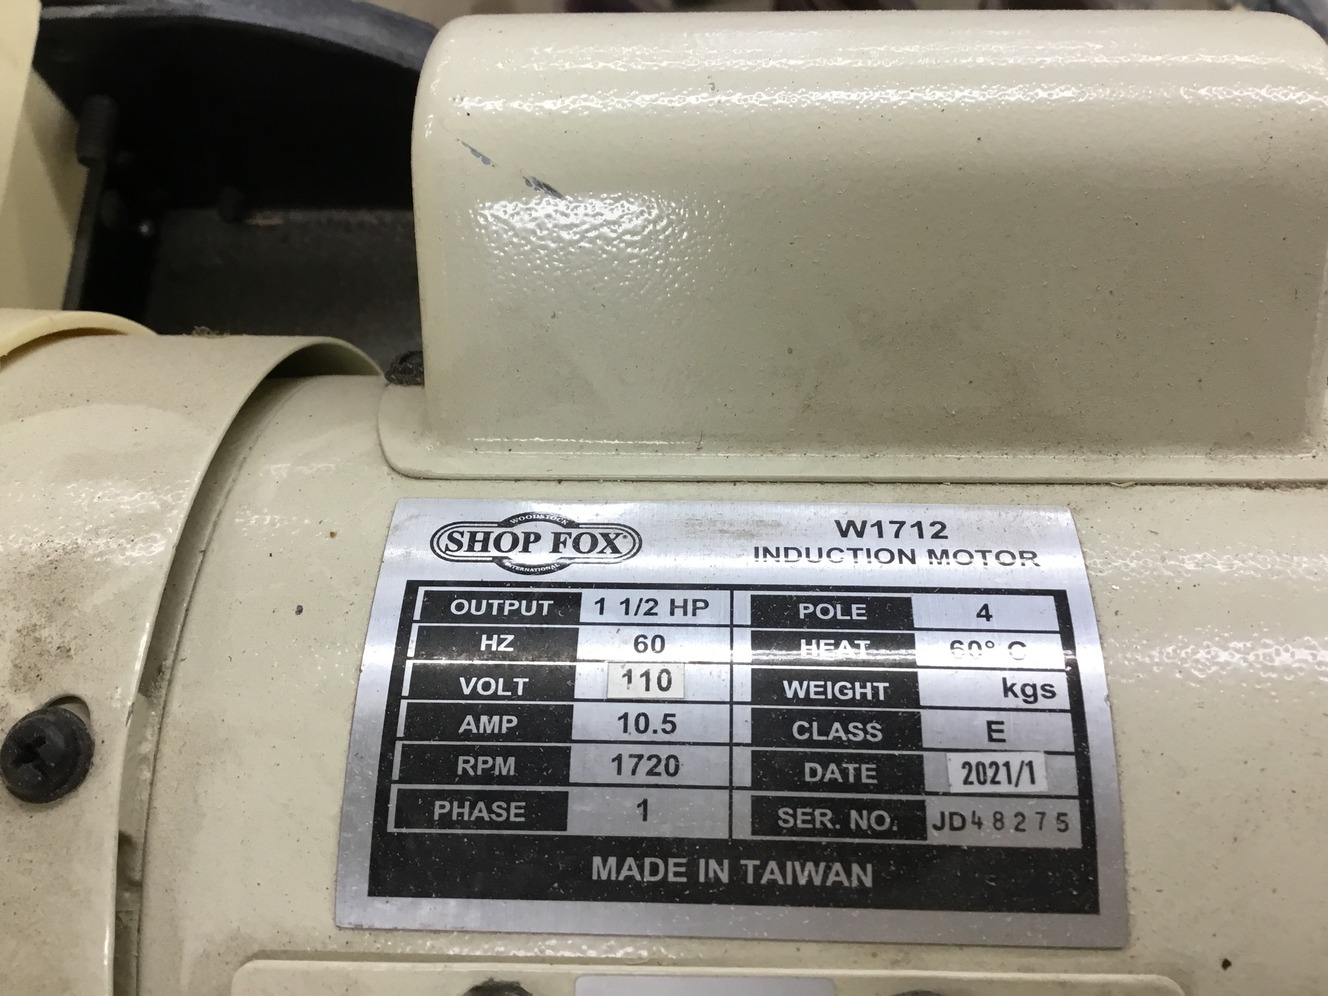 WOODSTOCK
SHOP FOX®
INTERNATIONAL
W1712
INDUCTION MOTOR
OUTPUT 1 1/2 HP POLE 4
HZ 60 HEAT 60° C
VOLT 110 WEIGHT kgs
AMP 10.5 CLASS E
RPM 1720 DATE 2021/1
PHASE 1 SER. NO. JD48275
MADE IN TAIWAN